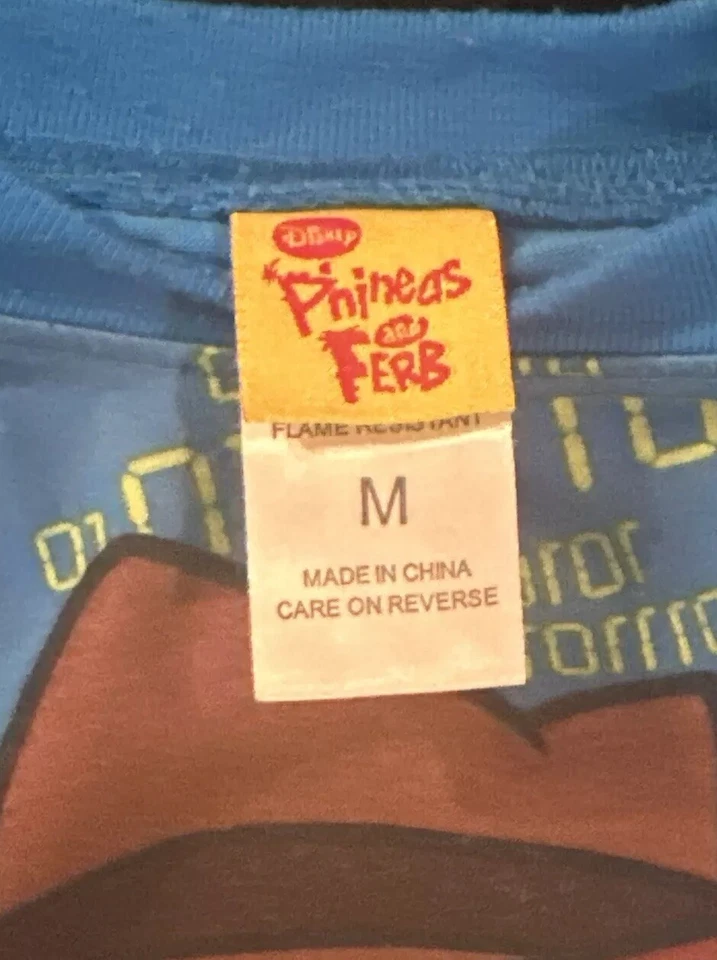 Disney
Phineas
and
FERB
FLAME RESISTANT
M
MADE IN CHINA
CARE ON REVERSE